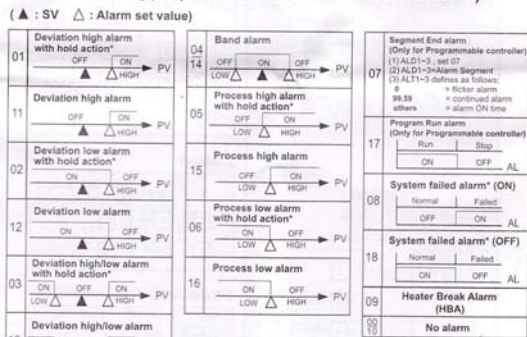 ( ▲ : SV △ : Alarm set value)
01
Deviation high alarm
with hold action*
OFF ON
▲ △ HIGH PV
11
Deviation high alarm
OFF ON
▲ △ HIGH PV
02
Deviation low alarm
with hold action*
ON OFF
▲ △ HIGH PV
12
Deviation low alarm
ON OFF
▲ △ HIGH PV
03
Deviation high/low alarm
with hold action*
ON OFF ON
LOW △ ▲ △ HIGH PV
Deviation high/low alarm
04
14
Band alarm
OFF ON OFF
LOW △ ▲ △ HIGH PV
05
Process high alarm
with hold action*
OFF ON
LOW △ HIGH PV
15
Process high alarm
OFF ON
LOW △ HIGH PV
06
Process low alarm
with hold action*
ON OFF
LOW △ HIGH PV
16
Process low alarm
ON OFF
LOW △ HIGH PV
07
Segment End alarm
(Only for Programmable controller)
(1) ALD1~3 , set 07
(2) ALD1~3=Alarm Segment
(3) ALT1~3 defines as follows:
0 = flicker alarm
99.59 = continued alarm
others = alarm ON time
17
Program Run alarm
(Only for Programmable controller)
Run Stop
ON OFF AL
08
System failed alarm* (ON)
Normal Failed
OFF ON AL
18
System failed alarm* (OFF)
Normal Failed
ON OFF AL
09
Heater Break Alarm
(HBA)
00
10
No alarm